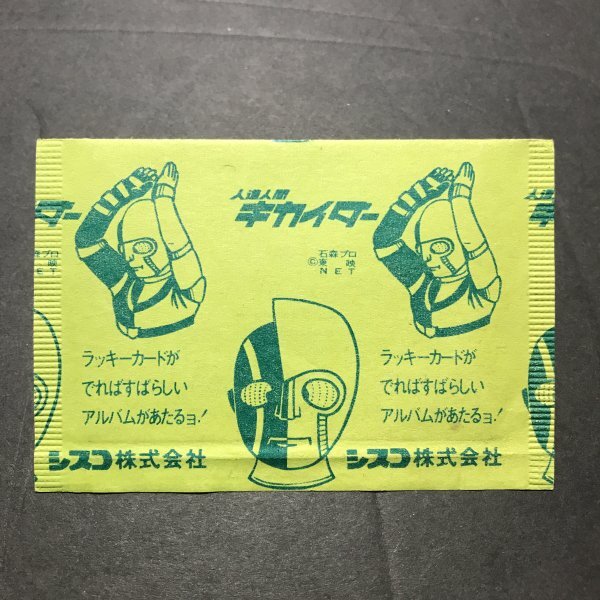 人造人間
キカイダー
石森プロ
©東映
NET
ラッキーカードが
でればすばらしい
アルバムがあたるョ!
シスコ株式会社
ラッキーカードが
でればすばらしい
アルバムがあたるョ!
シスコ株式会社